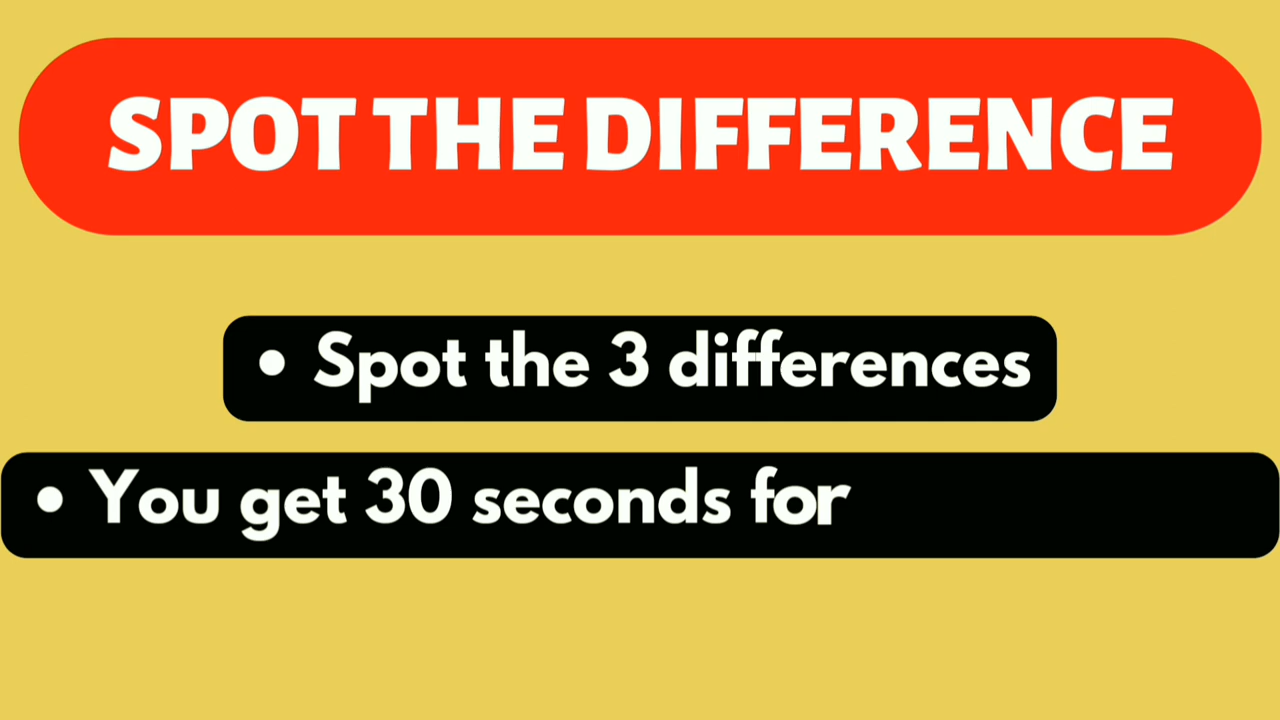 SPOT THE DIFFERENCE
• Spot the 3 differences
• You get 30 seconds for